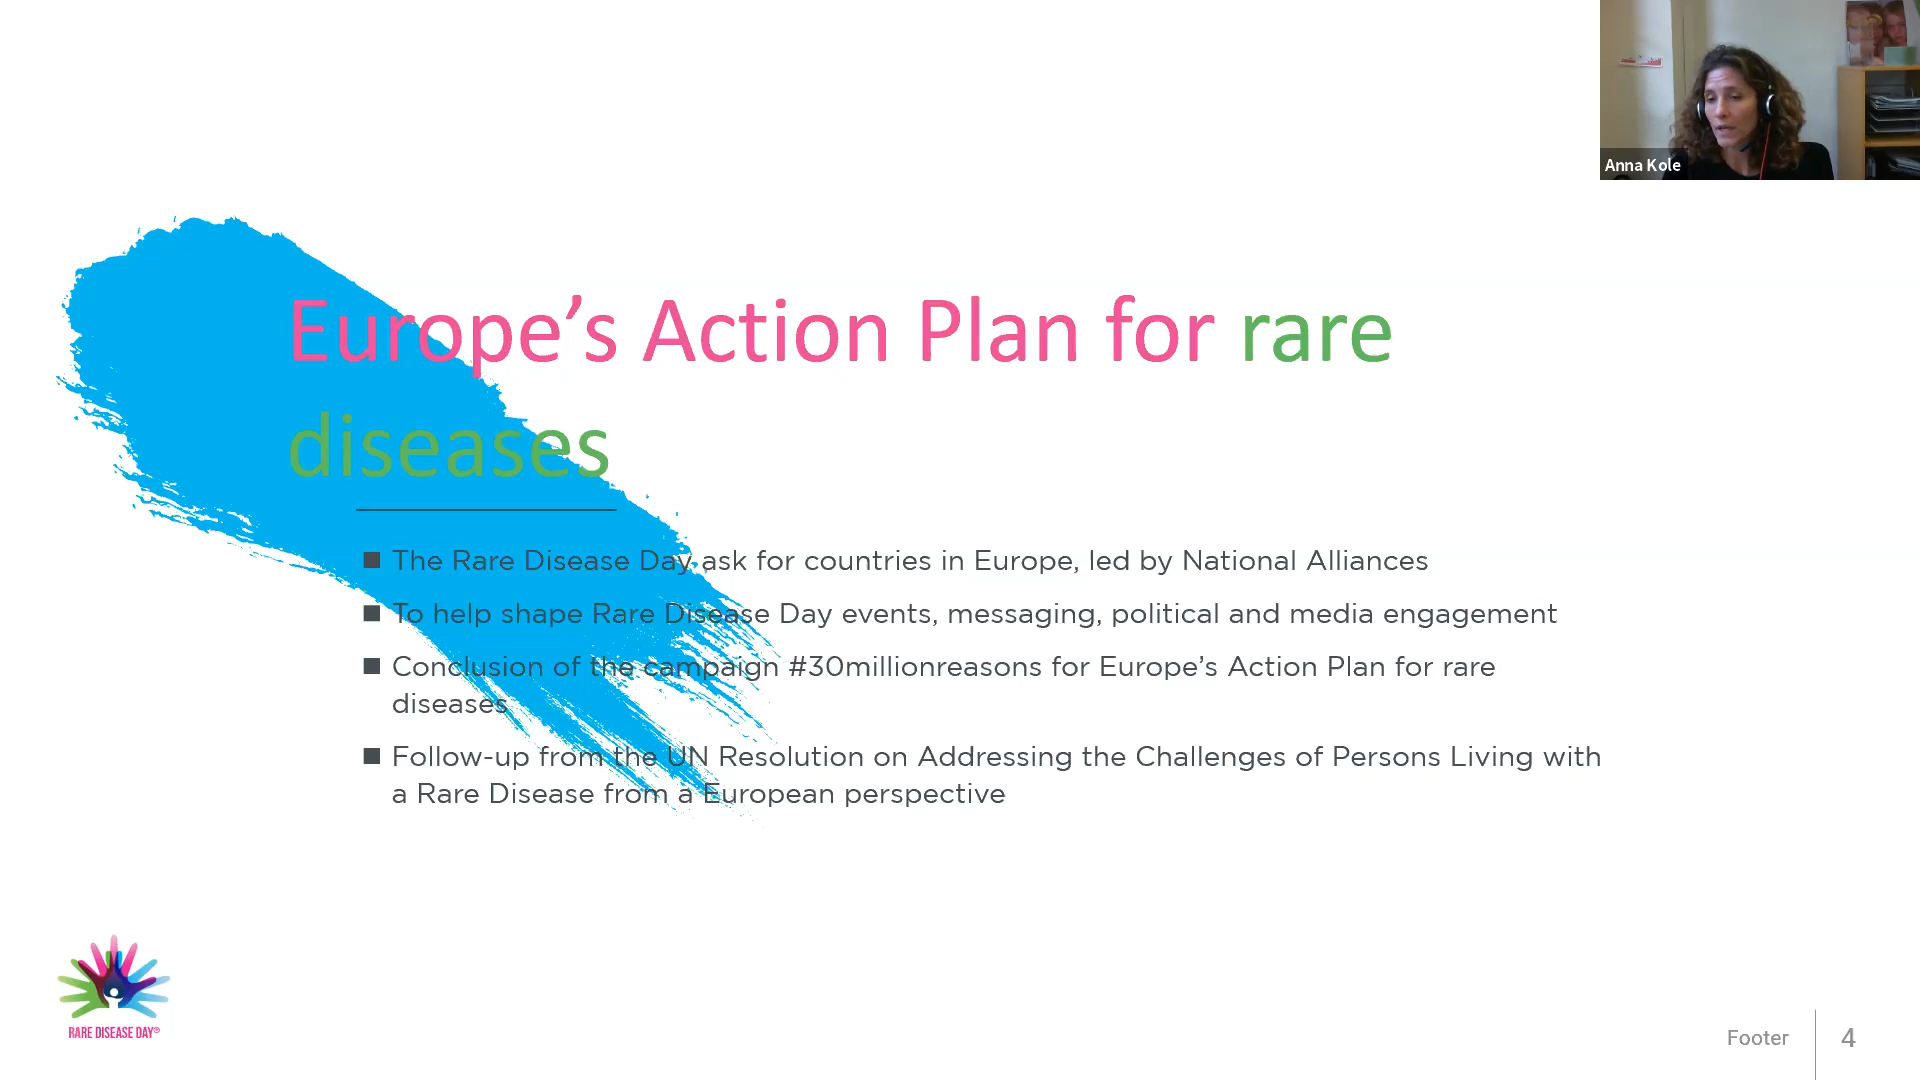 Anna Kole
Europe’s Action Plan for rare
diseases
■ The Rare Disease Day ask for countries in Europe, led by National Alliances
■ To help shape Rare Disease Day events, messaging, political and media engagement
■ Conclusion of the campaign #30millionreasons for Europe’s Action Plan for rare
diseases
■ Follow-up from the UN Resolution on Addressing the Challenges of Persons Living with
a Rare Disease from a European perspective
RARE DISEASE DAY®
Footer
4